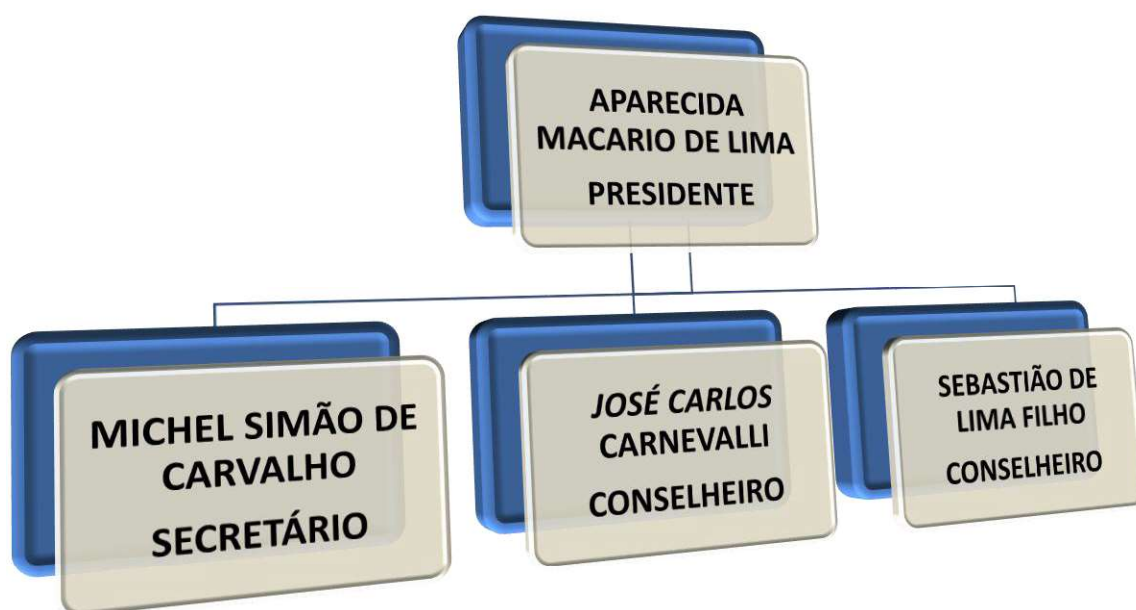 APARECIDA
MACARIO DE LIMA
PRESIDENTE
MICHEL SIMÃO DE
CARVALHO
SECRETÁRIO
JOSÉ CARLOS
CARNEVALLI
CONSELHEIRO
SEBASTIÃO DE
LIMA FILHO
CONSELHEIRO